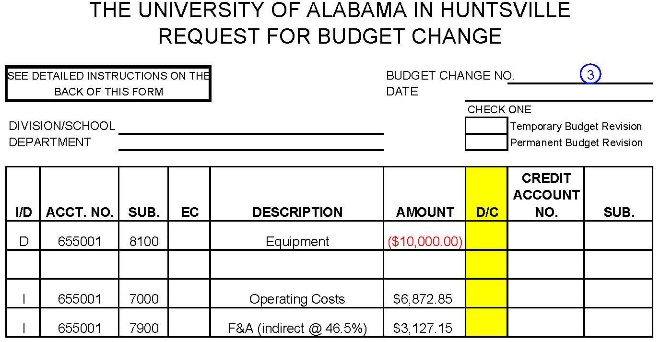 THE UNIVERSITY OF ALABAMA IN HUNTSVILLE
REQUEST FOR BUDGET CHANGE
SEE DETAILED INSTRUCTIONS ON THE
BACK OF THIS FORM
BUDGET CHANGE NO. 3
DATE
CHECK ONE
DIVISION/SCHOOL
DEPARTMENT
Temporary Budget Revision
Permanent Budget Revision
I/D ACCT. NO. SUB. EC DESCRIPTION AMOUNT D/C CREDIT ACCOUNT NO. SUB.
D 655001 8100 Equipment ($10,000.00)
I 655001 7000 Operating Costs $6,872.85
I 655001 7900 F&A (indirect @ 46.5%) $3,127.15